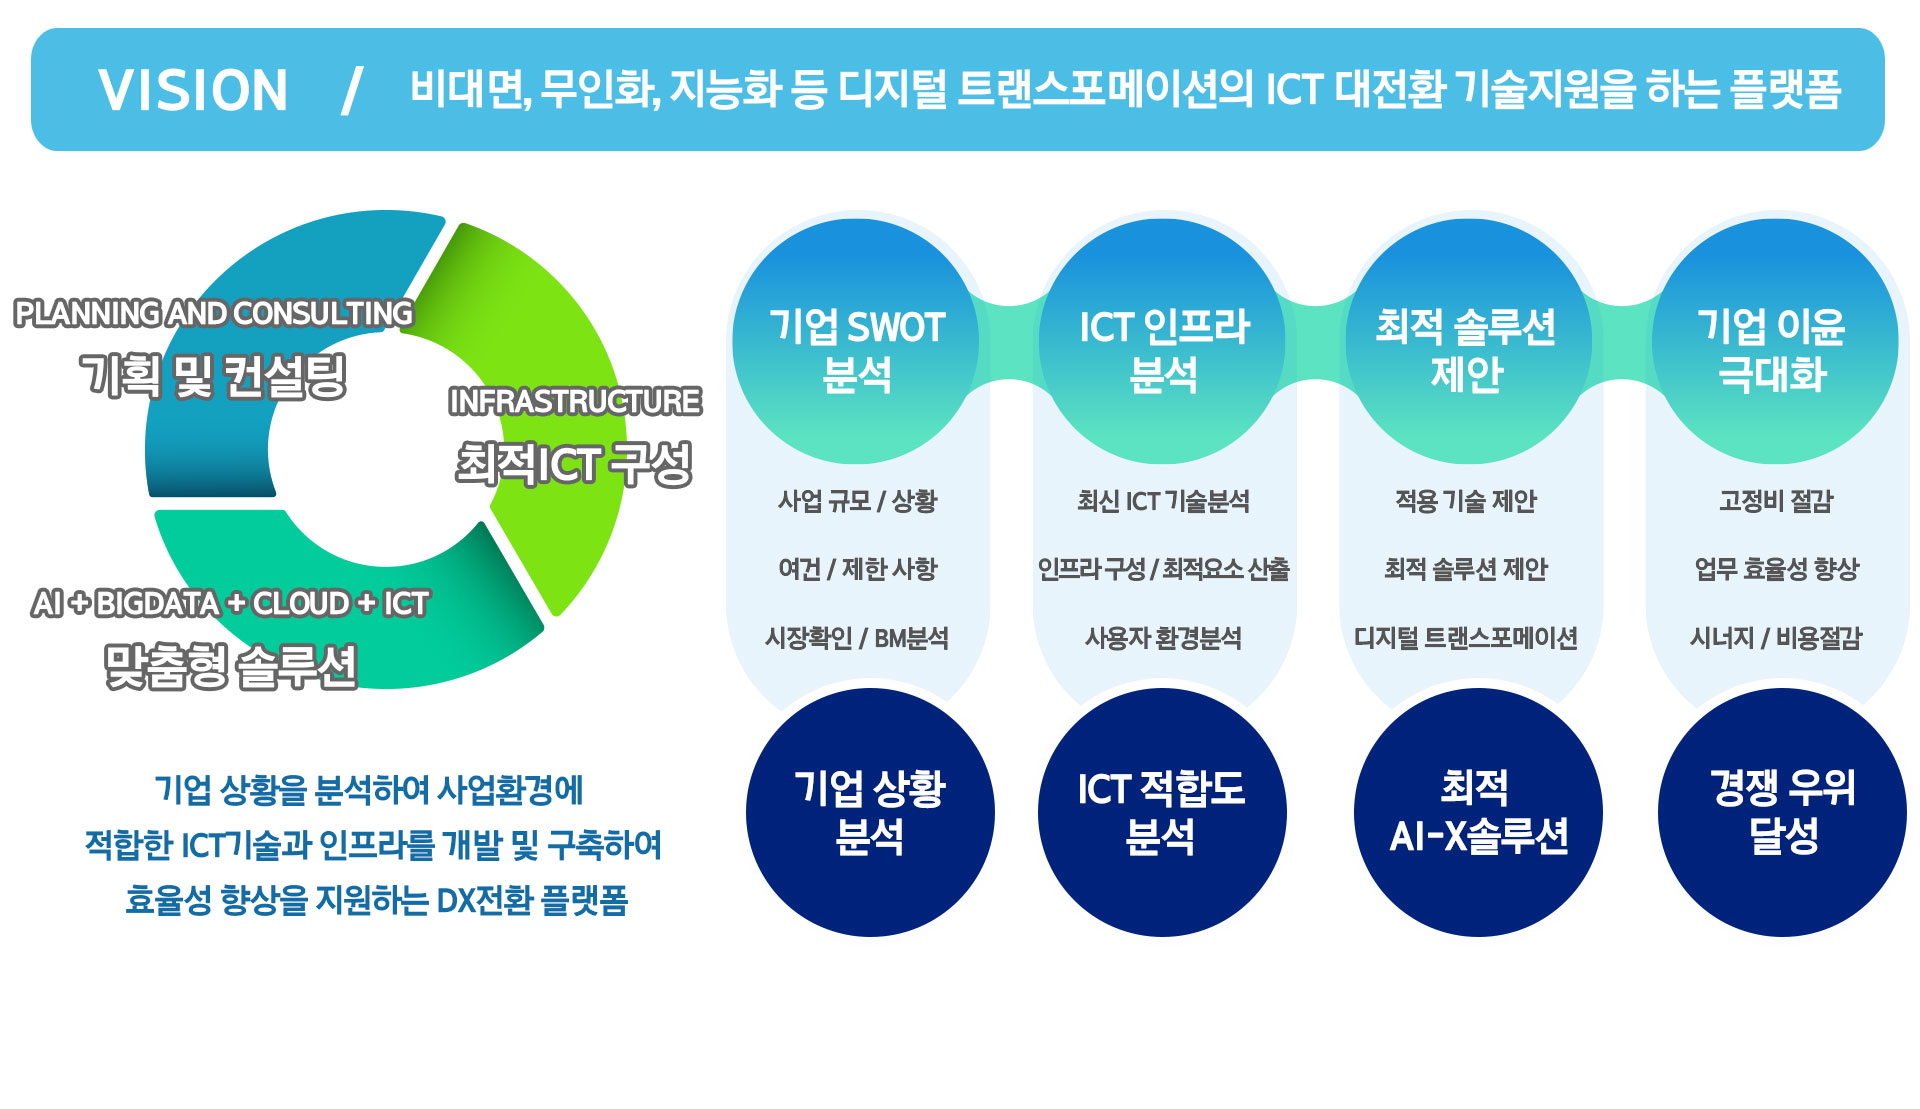 VISION / 비대면, 무인화, 지능화 등 디지털 트랜스포메이션의 ICT 대전환 기술지원을 하는 플랫폼
PLANNING AND CONSULTING
기획 및 컨설팅
INFRASTRUCTURE
최적ICT 구성
AI + BIGDATA + CLOUD + ICT
맞춤형 솔루션
기업 상황을 분석하여 사업환경에
적합한 ICT기술과 인프라를 개발 및 구축하여
효율성 향상을 지원하는 DX전환 플랫폼
기업 SWOT
분석
사업 규모 / 상황
여건 / 제한 사항
시장확인 / BM분석
기업 상황
분석
ICT 인프라
분석
최신 ICT 기술분석
인프라 구성 / 최적요소 산출
사용자 환경분석
ICT 적합도
분석
최적 솔루션
제안
적용 기술 제안
최적 솔루션 제안
디지털 트랜스포메이션
최적
AI-X솔루션
기업 이윤
극대화
고정비 절감
업무 효율성 향상
시너지 / 비용절감
경쟁 우위
달성